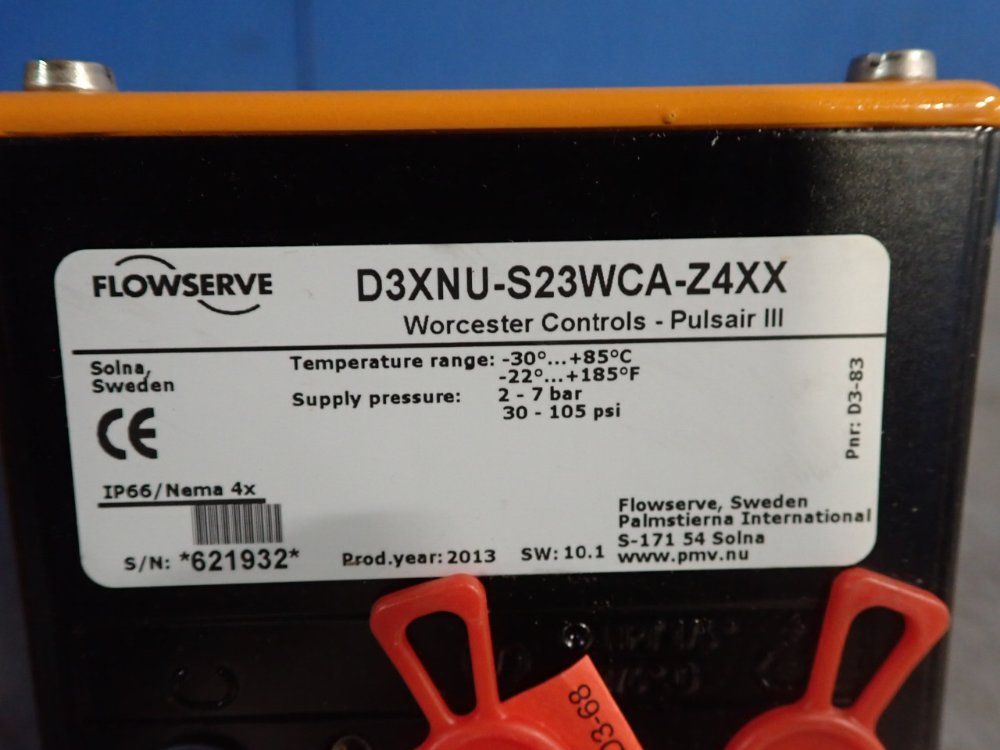 FLOWSERVE
D3XNU-S23WCA-Z4XX
Worcester Controls - Pulsair III
Solna,
Sweden
Temperature range: -30°...+85°C
-22°...+185°F
Supply pressure: 2 - 7 bar
30 - 105 psi
Pnr: D3-83
CE
IP66/Nema 4x
S/N: *621932*
Prod.year: 2013
SW: 10.1
Flowserve, Sweden
Palmstierna International
S-171 54 Solna
www.pmv.nu
D3-68